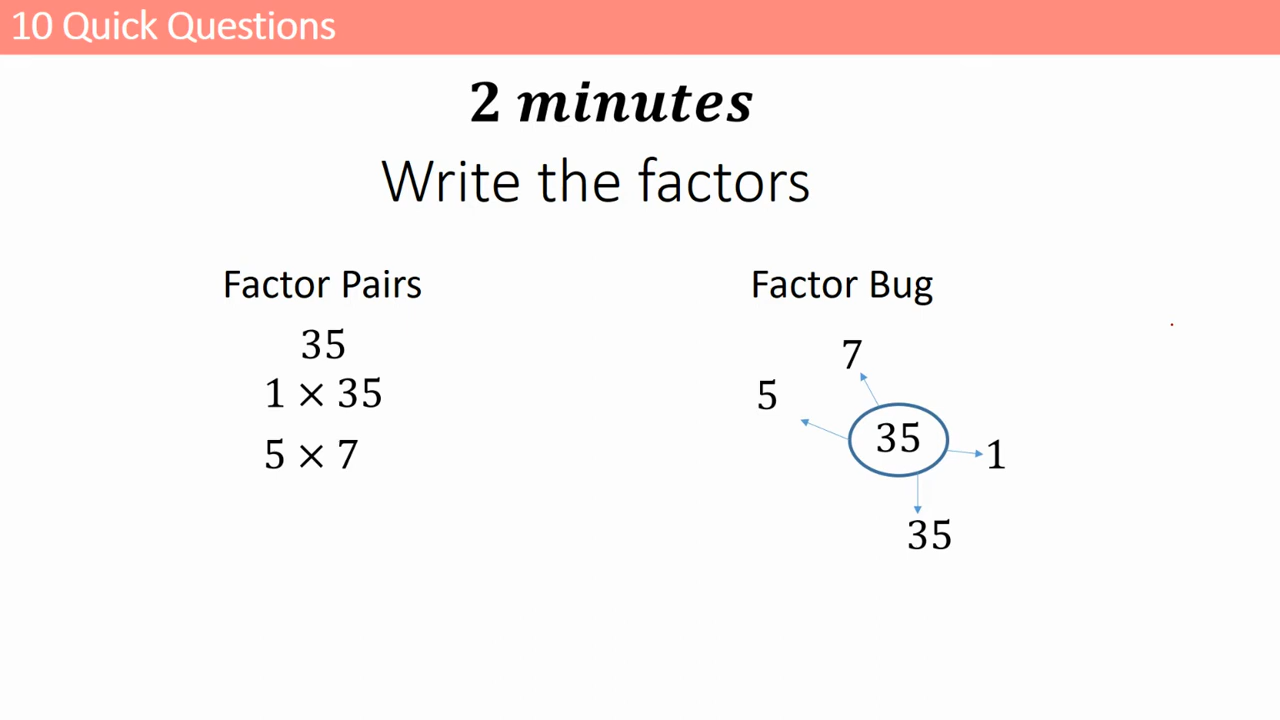 10 Quick Questions
2 minutes
Write the factors
Factor Pairs
35
1 × 35
5 × 7
Factor Bug
7
5
35
1
35